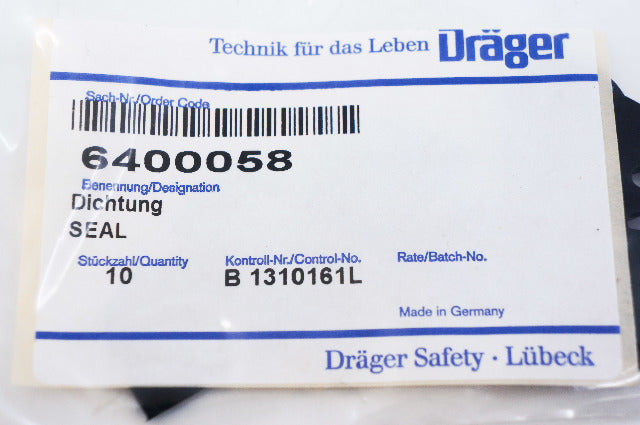 Technik für das Leben Dräger
Sach-Nr./Order Code
6400058
Benennung/Designation
Dichtung
SEAL
Stückzahl/Quantity Kontroll-Nr./Control-No. Rate/Batch-No.
10 B 1310161L
Made in Germany
Dräger Safety · Lübeck